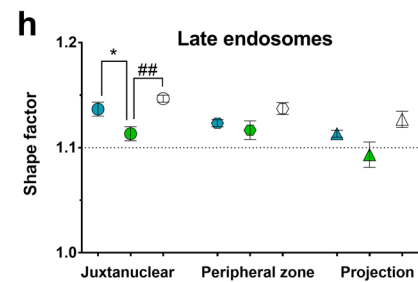 h
Late endosomes
1.2
* ##
Shape factor
1.1
1.0
Juxtanuclear Peripheral zone Projection